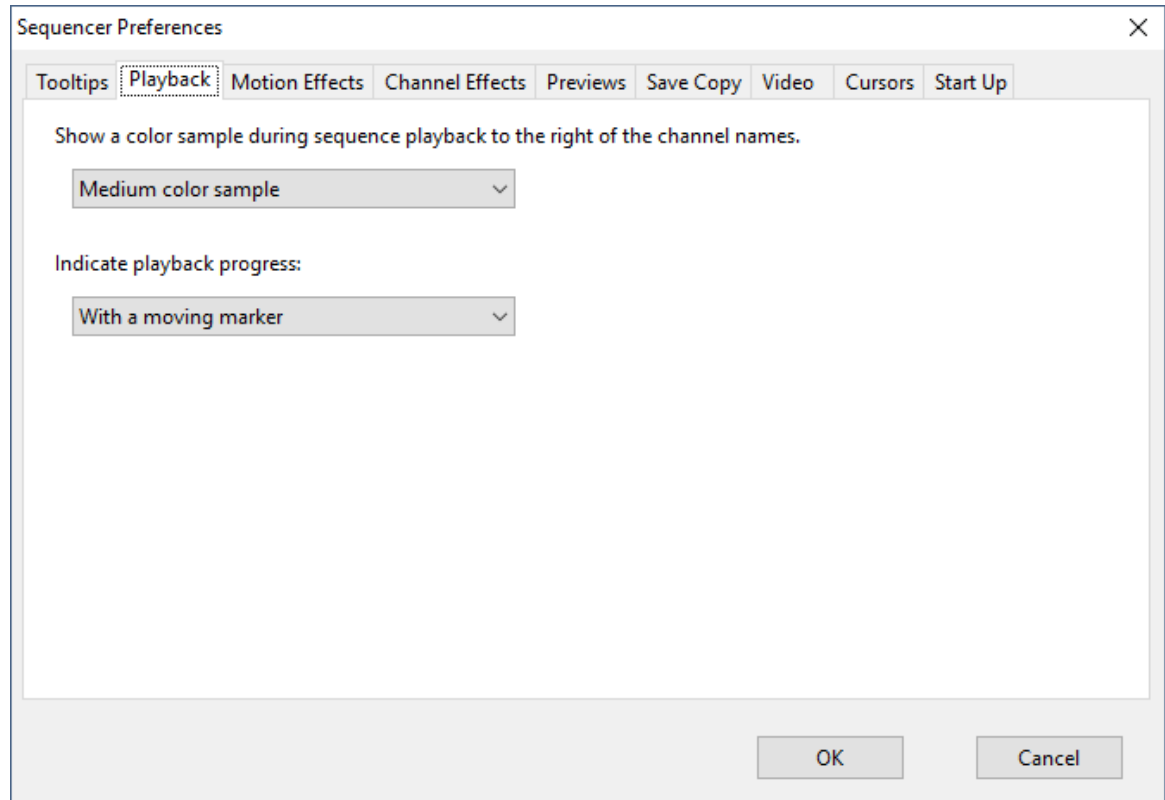 Sequencer Preferences
Tooltips Playback Motion Effects Channel Effects Previews Save Copy Video Cursors Start Up
Show a color sample during sequence playback to the right of the channel names.
Medium color sample
Indicate playback progress:
With a moving marker
OK Cancel